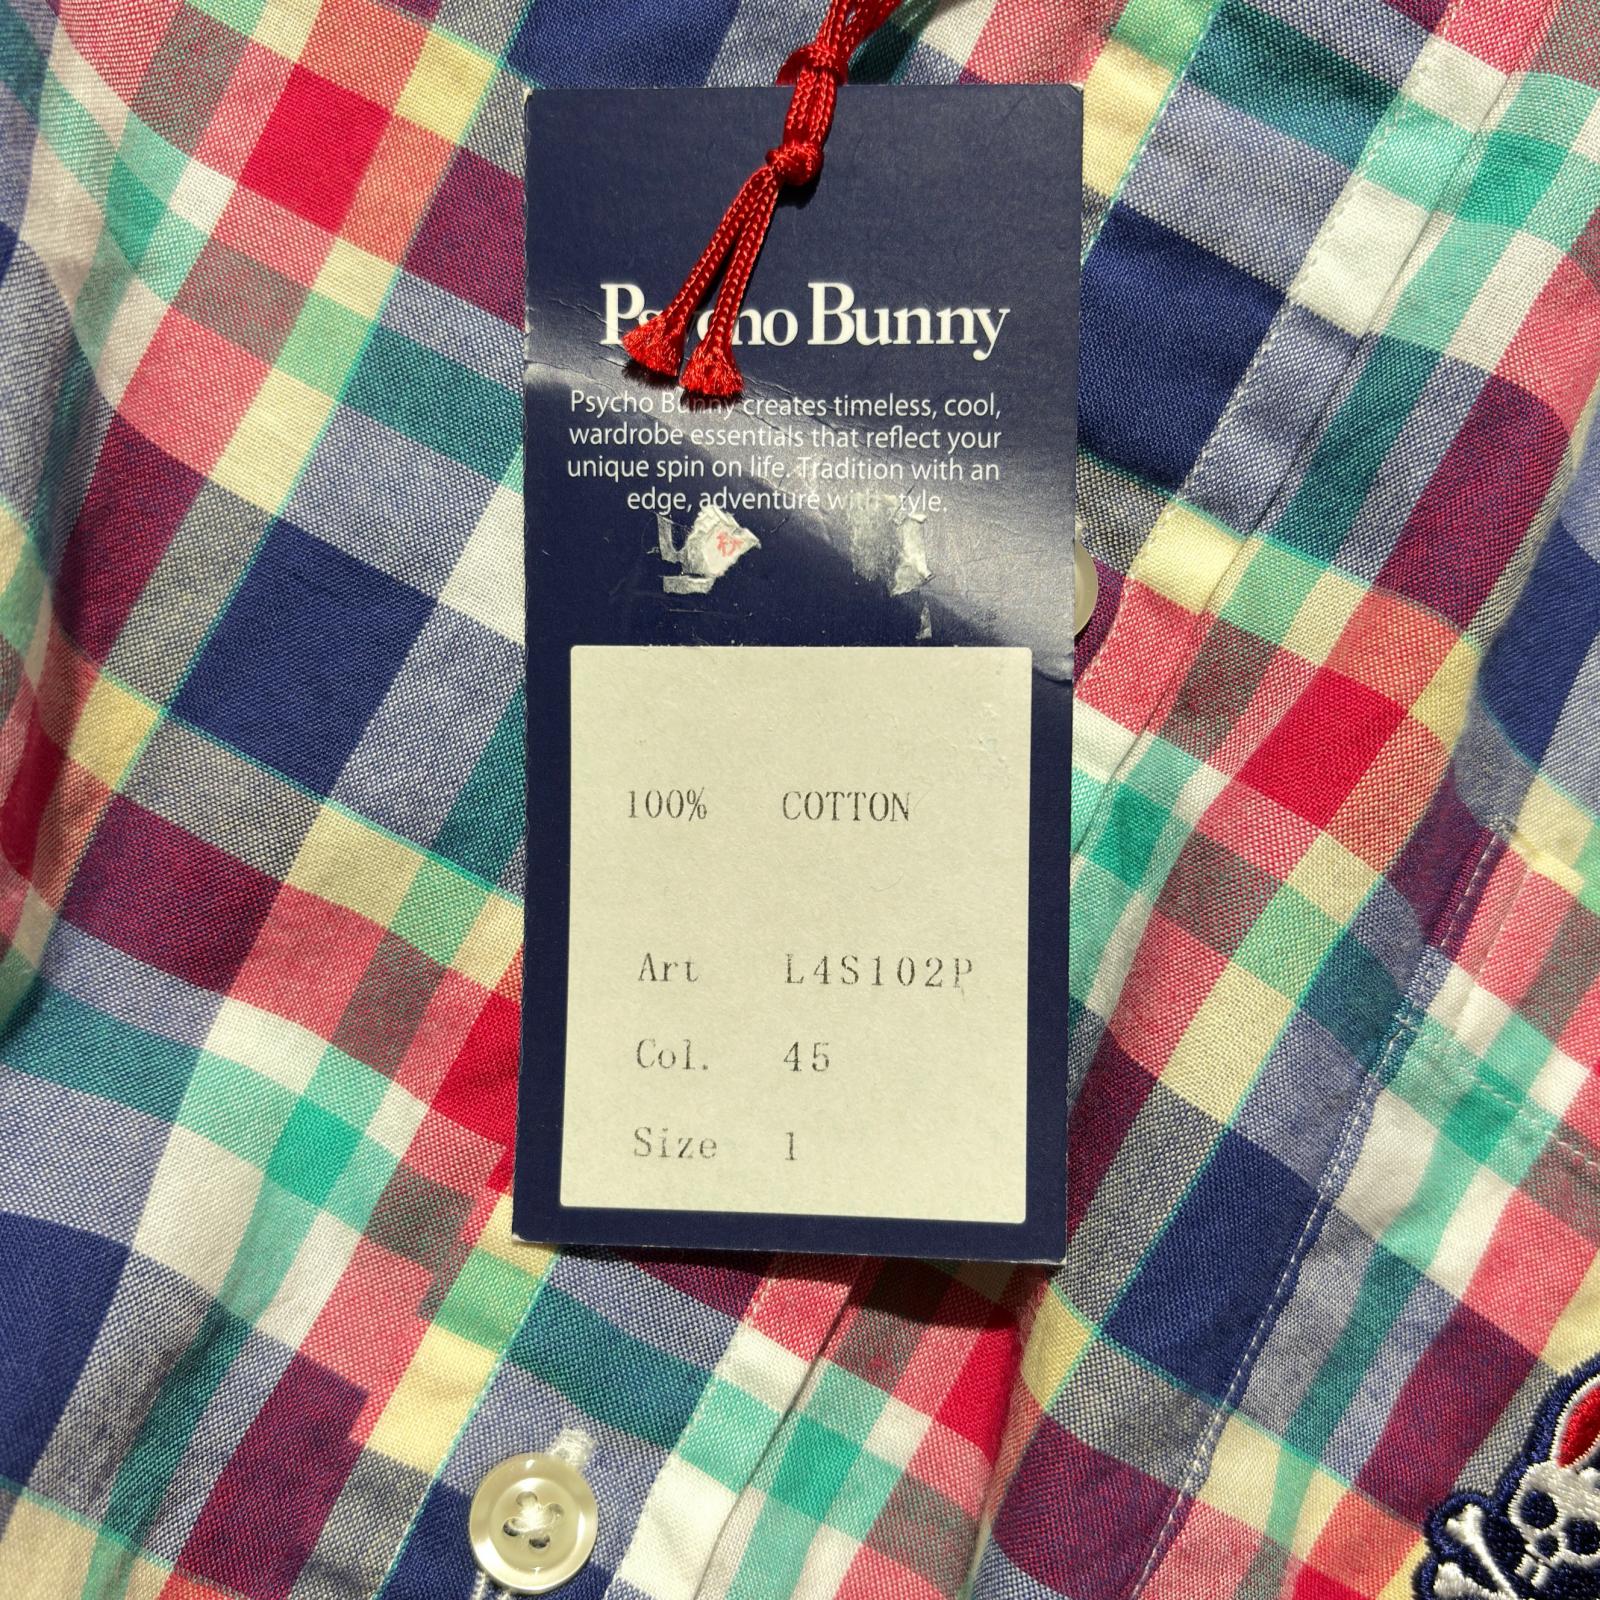 Psycho Bunny
Psycho Bunny creates timeless, cool,
wardrobe essentials that reflect your
unique spin on life. Tradition with an
edge, adventure with style.
100% COTTON
Art L4S102P
Col. 45
Size 1